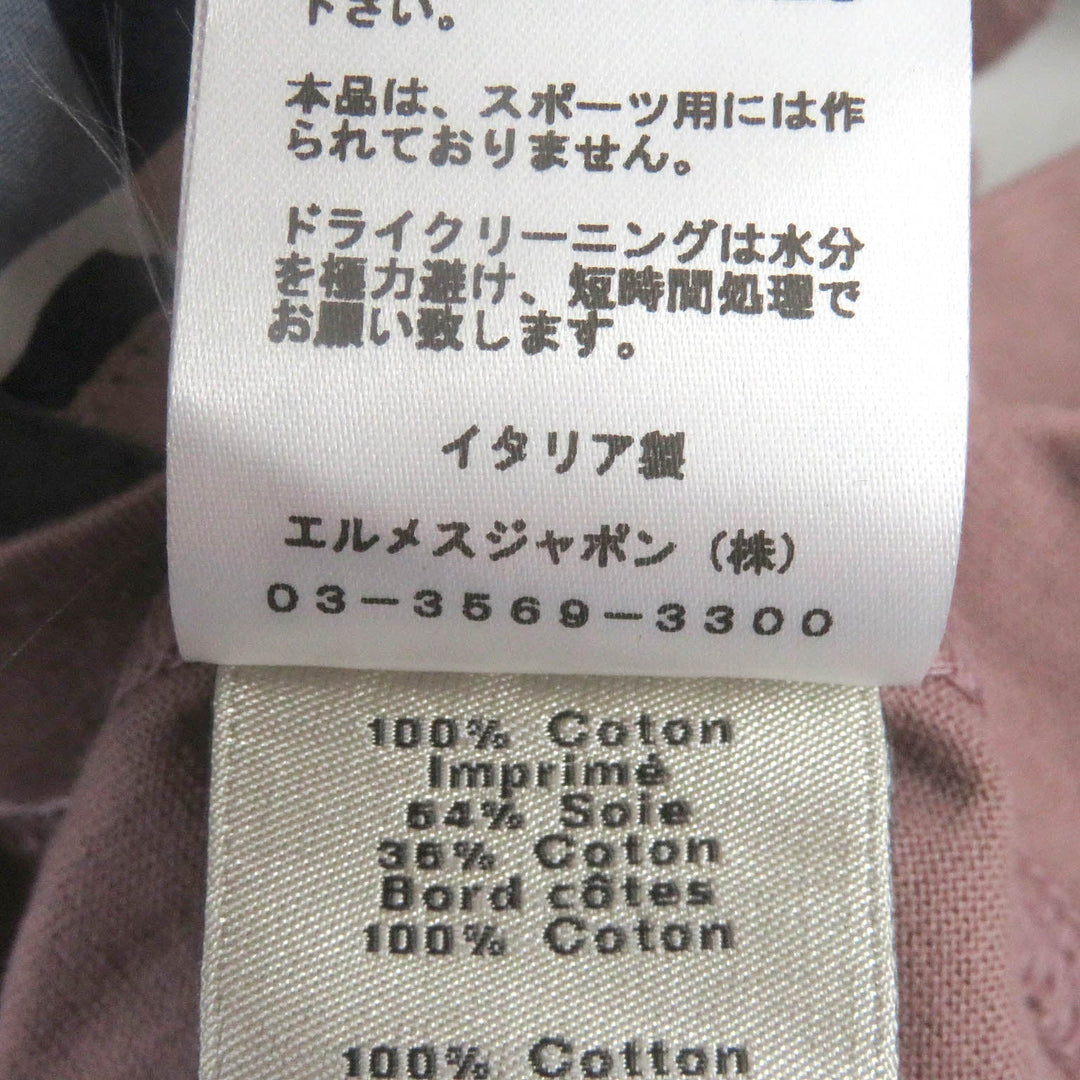 下さい。
本品は、スポーツ用には作
られておりません。
ドライクリーニングは水分
を極力避け、短時間処理で
お願い致します。
イタリア製
エルメスジャポン（株）
03-3569-3300
100% Coton
Imprimé
64% Soie
36% Coton
Bord côtes
100% Coton
100% Cotton